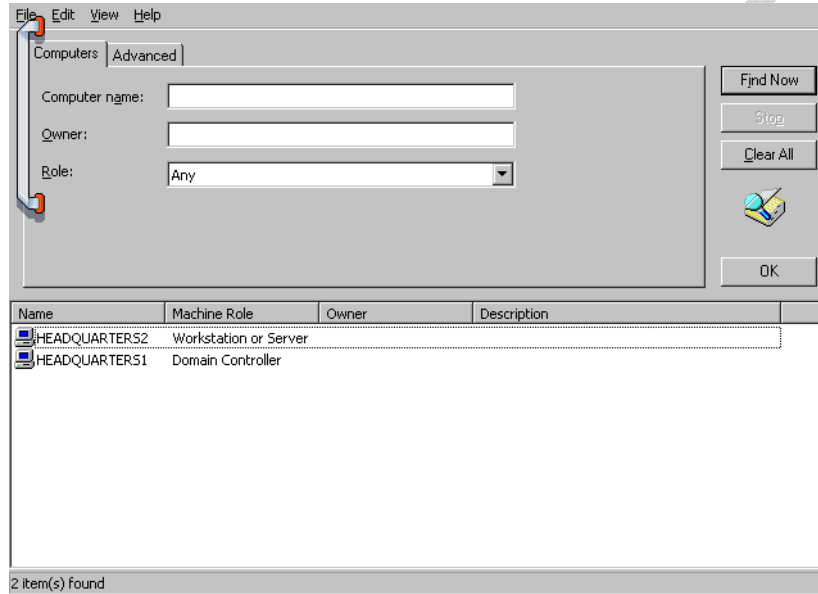 File Edit View Help
Computers Advanced
Computer name:
Find Now
Owner:
Stop
Role: Any
Clear All
OK
Name Machine Role Owner Description
HEADQUARTERS2 Workstation or Server
HEADQUARTERS1 Domain Controller
2 item(s) found